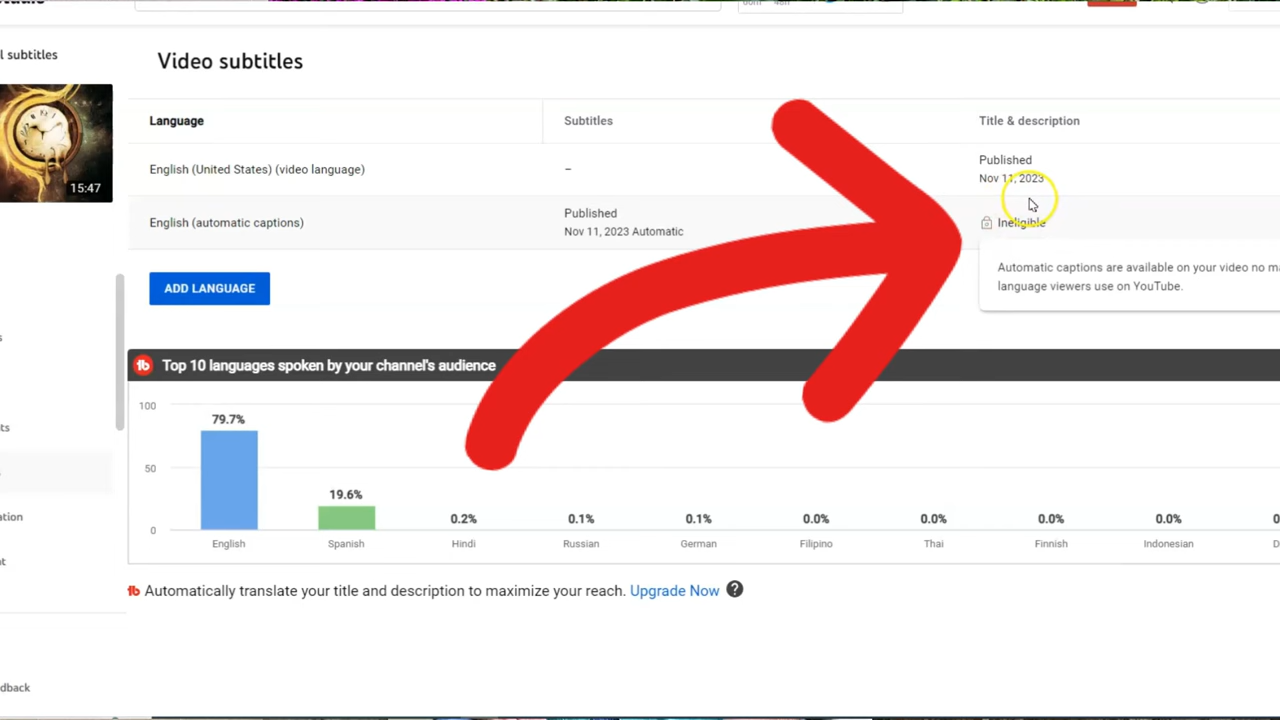 l subtitles
Video subtitles
Language Subtitles Title & description
English (United States) (video language) – Published
Nov 11, 2023
15:47
English (automatic captions) Published Ineligible
Nov 11, 2023 Automatic
ADD LANGUAGE
Automatic captions are available on your video no ma
language viewers use on YouTube.
tb Top 10 languages spoken by your channel's audience
100
50
0
79.7% 19.6% 0.2% 0.1% 0.1% 0.0% 0.0% 0.0% 0.0% 0
English Spanish Hindi Russian German Filipino Thai Finnish Indonesian D
s
ts
ation
t
tb Automatically translate your title and description to maximize your reach. Upgrade Now ?
dback